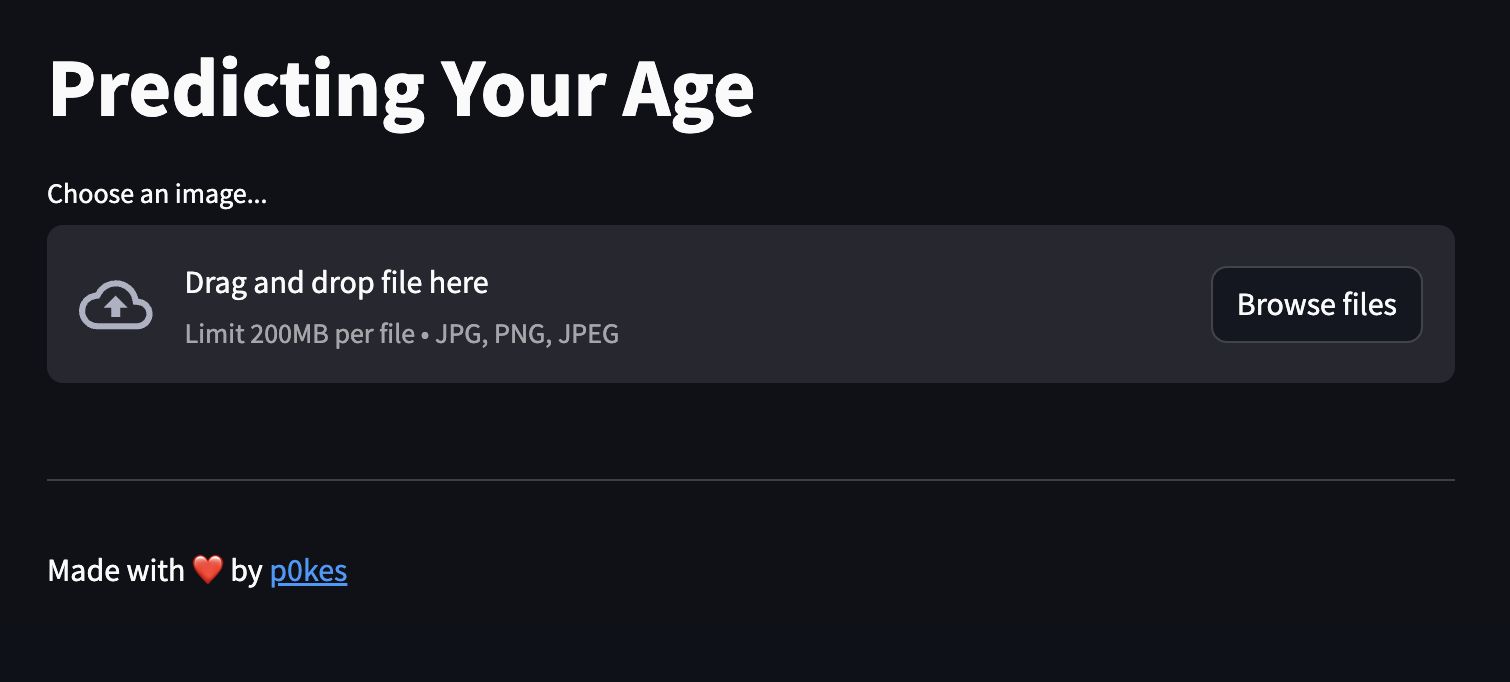 Predicting Your Age
Choose an image...
Drag and drop file here
Limit 200MB per file • JPG, PNG, JPEG
Browse files
Made with ❤️ by p0kes